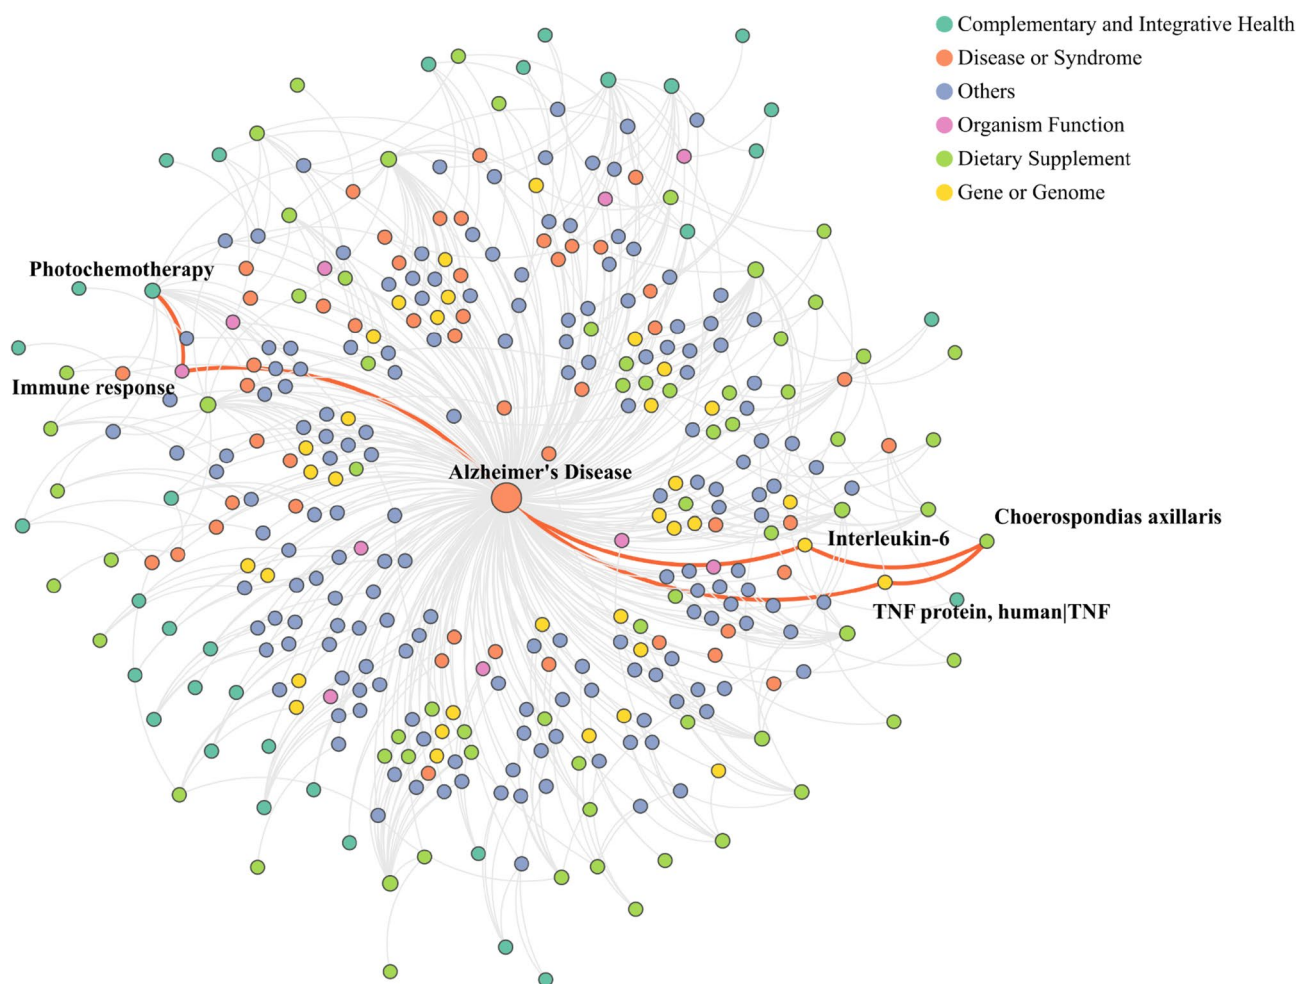 Complementary and Integrative Health
Disease or Syndrome
Others
Organism Function
Dietary Supplement
Gene or Genome
Photochemotherapy
Immune response
Alzheimer's Disease
Choerospondias axillaris
Interleukin-6
TNF protein, human|TNF